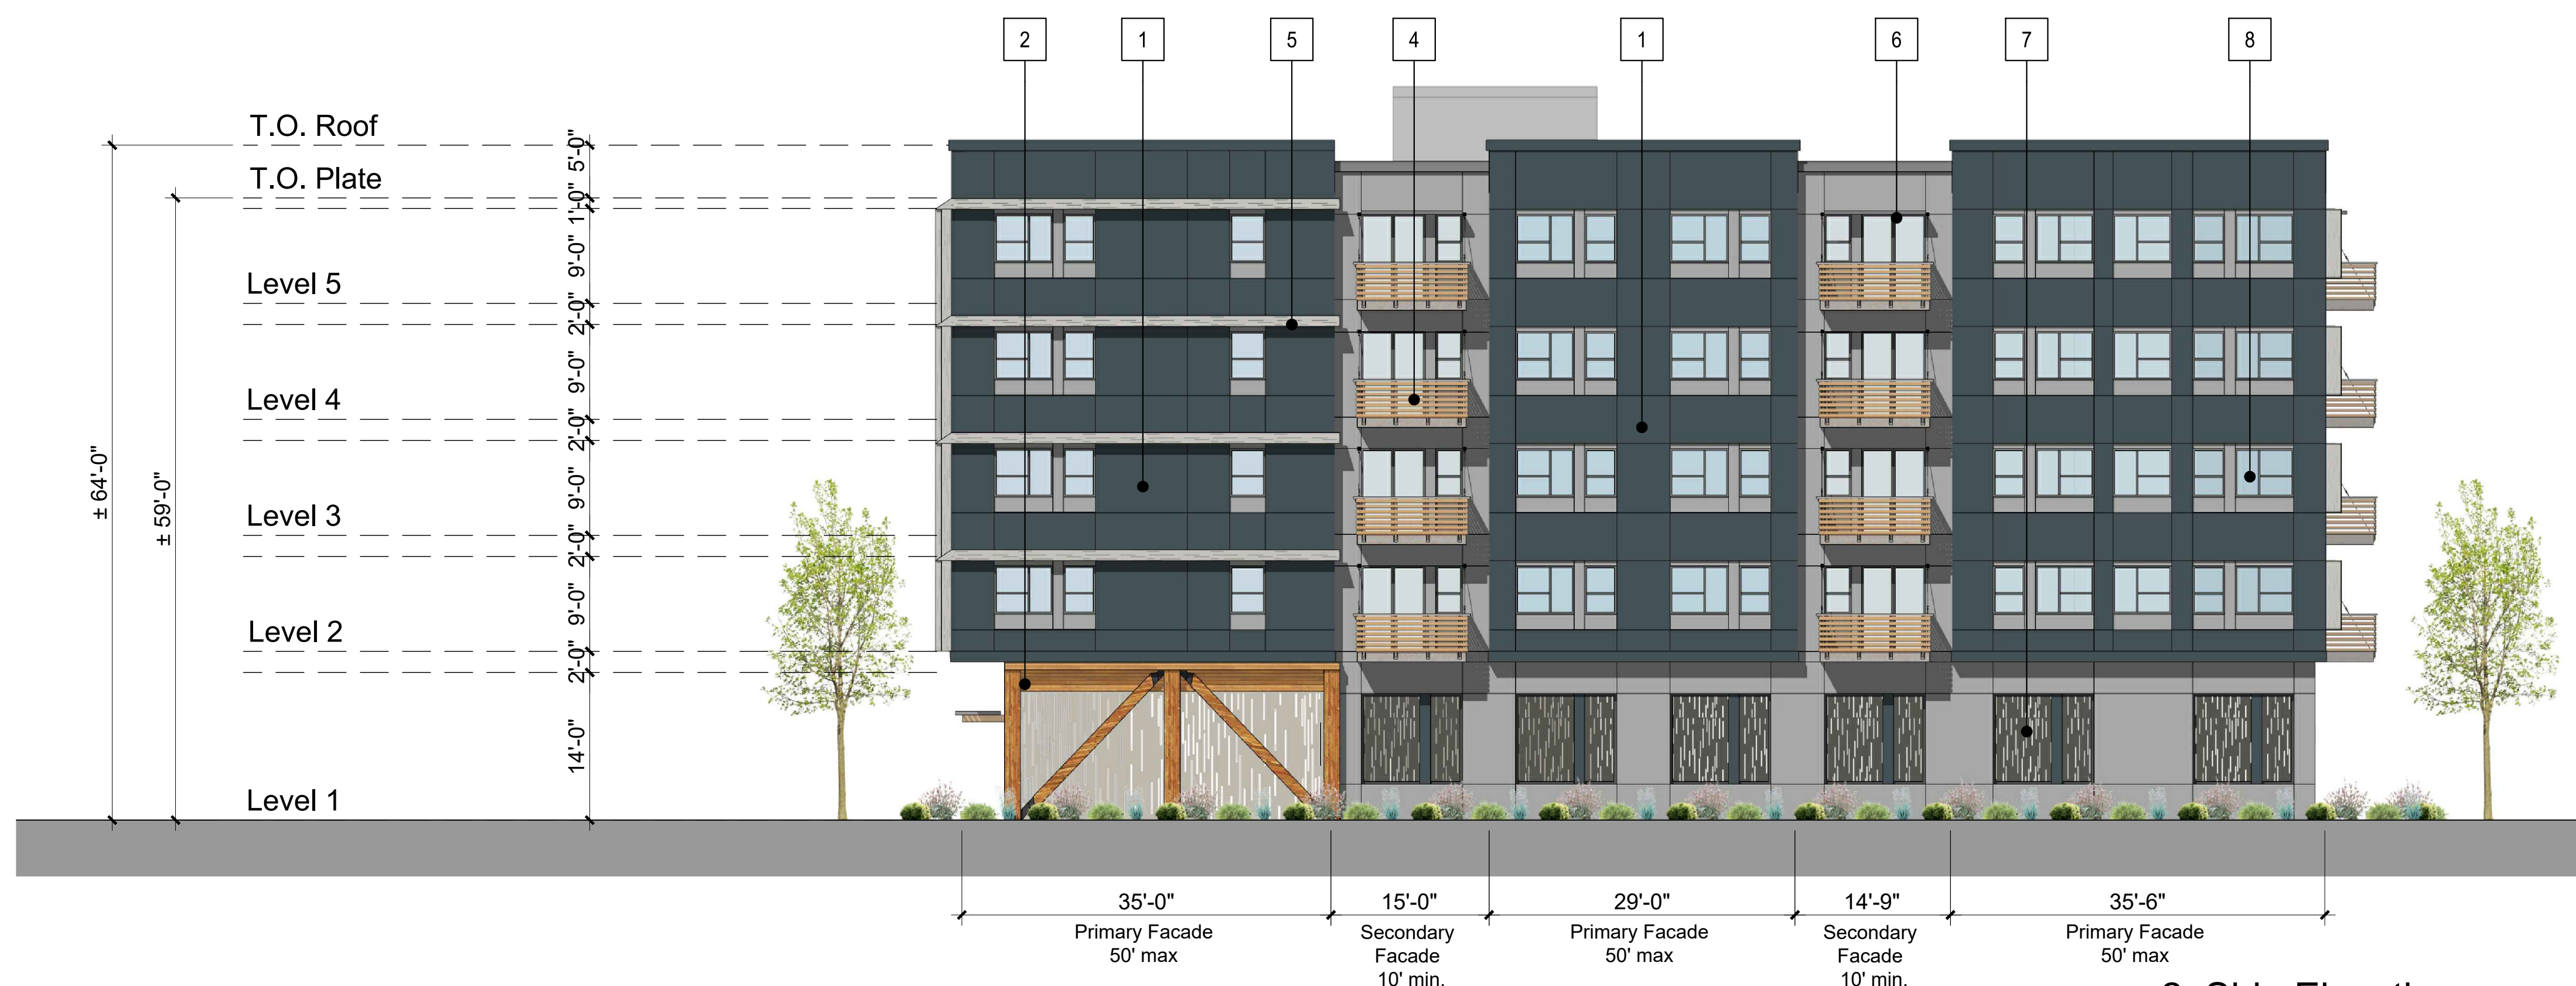 2
1
5
4
1
6
7
8
T.O. Roof
T.O. Plate
Level 5
Level 4
Level 3
Level 2
Level 1
± 64'-0"
± 59'-0"
5'-0"
1'-0"
9'-0"
2'-0"
9'-0"
2'-0"
9'-0"
2'-0"
9'-0"
2'-0"
14'-0"
35'-0"
Primary Facade
50' max
15'-0"
Secondary
Facade
10' min.
29'-0"
Primary Facade
50' max
14'-9"
Secondary
Facade
10' min.
35'-6"
Primary Facade
50' max